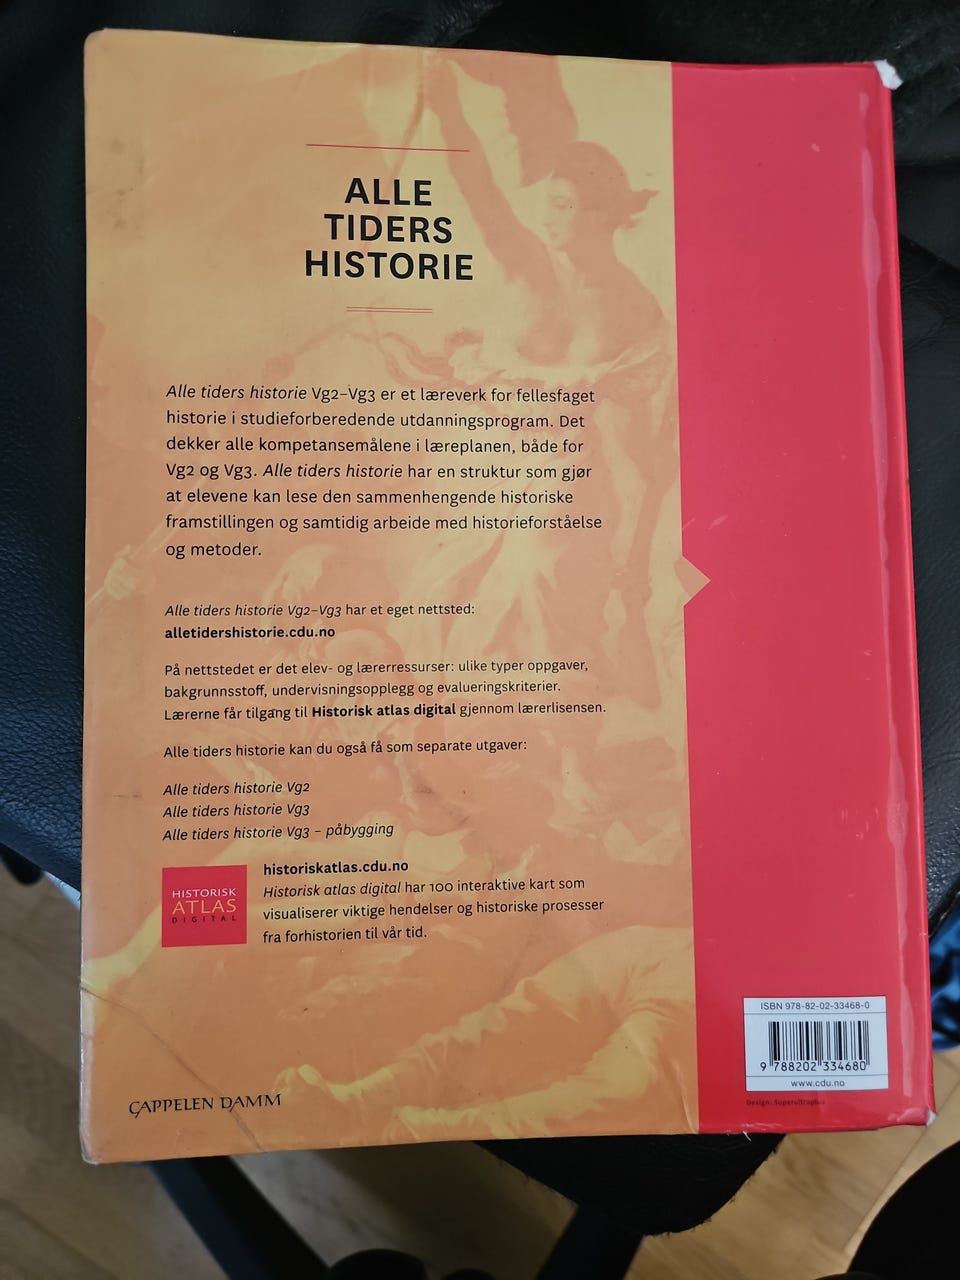 ALLE
TIDERS
HISTORIE
Alle tiders historie Vg2–Vg3 er et læreverk for fellesfaget
historie i studieforberedende utdanningsprogram. Det
dekker alle kompetansemålene i læreplanen, både for
Vg2 og Vg3. Alle tiders historie har en struktur som gjør
at elevene kan lese den sammenhengende historiske
framstillingen og samtidig arbeide med historieforståelse
og metoder.
Alle tiders historie Vg2–Vg3 har et eget nettsted:
alletidershistorie.cdu.no
På nettstedet er det elev- og lærerressurser: ulike typer oppgaver,
bakgrunnsstoff, undervisningsopplegg og evalueringskriterier.
Lærerne får tilgang til Historisk atlas digital gjennom lærerlisensen.
Alle tiders historie kan du også få som separate utgaver:
Alle tiders historie Vg2
Alle tiders historie Vg3
Alle tiders historie Vg3 – påbygging
HISTORISK
ATLAS
DIGITAL
historiskatlas.cdu.no
Historisk atlas digital har 100 interaktive kart som
visualiserer viktige hendelser og historiske prosesser
fra forhistorien til vår tid.
CAPPELEN DAMM
ISBN 978-82-02-33468-0
9 788202 334680
www.cdu.no
Design: